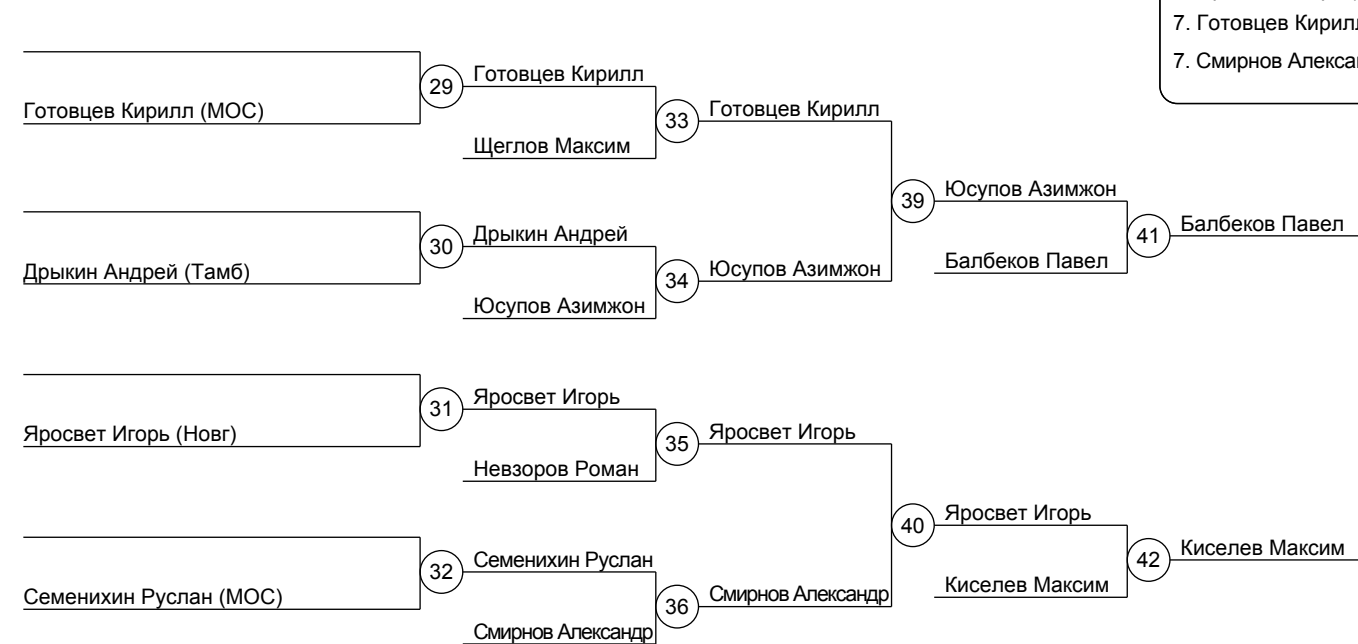 7. Готовцев Кирилл
7. Смирнов Алексан
Готовцев Кирилл (МОС)
29
Готовцев Кирилл
Щеглов Максим
33
Готовцев Кирилл
Дрыкин Андрей (Тамб)
30
Дрыкин Андрей
Юсупов Азимжон
34
Юсупов Азимжон
39
Юсупов Азимжон
Балбеков Павел
41
Балбеков Павел
Яросвет Игорь (Новг)
31
Яросвет Игорь
Невзоров Роман
35
Яросвет Игорь
Семенихин Руслан (МОС)
32
Семенихин Руслан
Смирнов Александр
36
Смирнов Александр
40
Яросвет Игорь
Киселев Максим
42
Киселев Максим